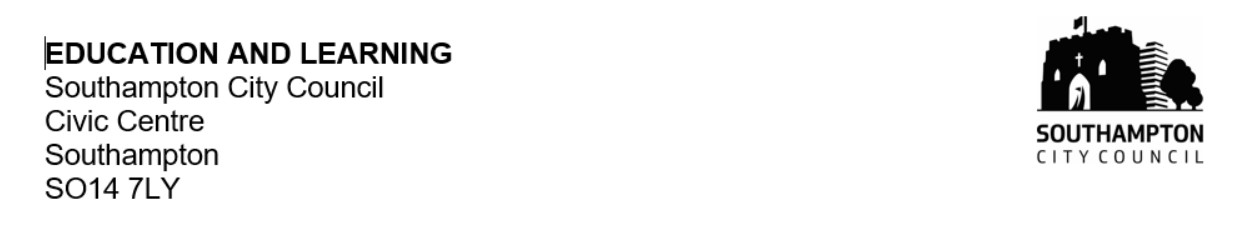 EDUCATION AND LEARNING
Southampton City Council
Civic Centre
Southampton
SO14 7LY
SOUTHAMPTON
CITY COUNCIL